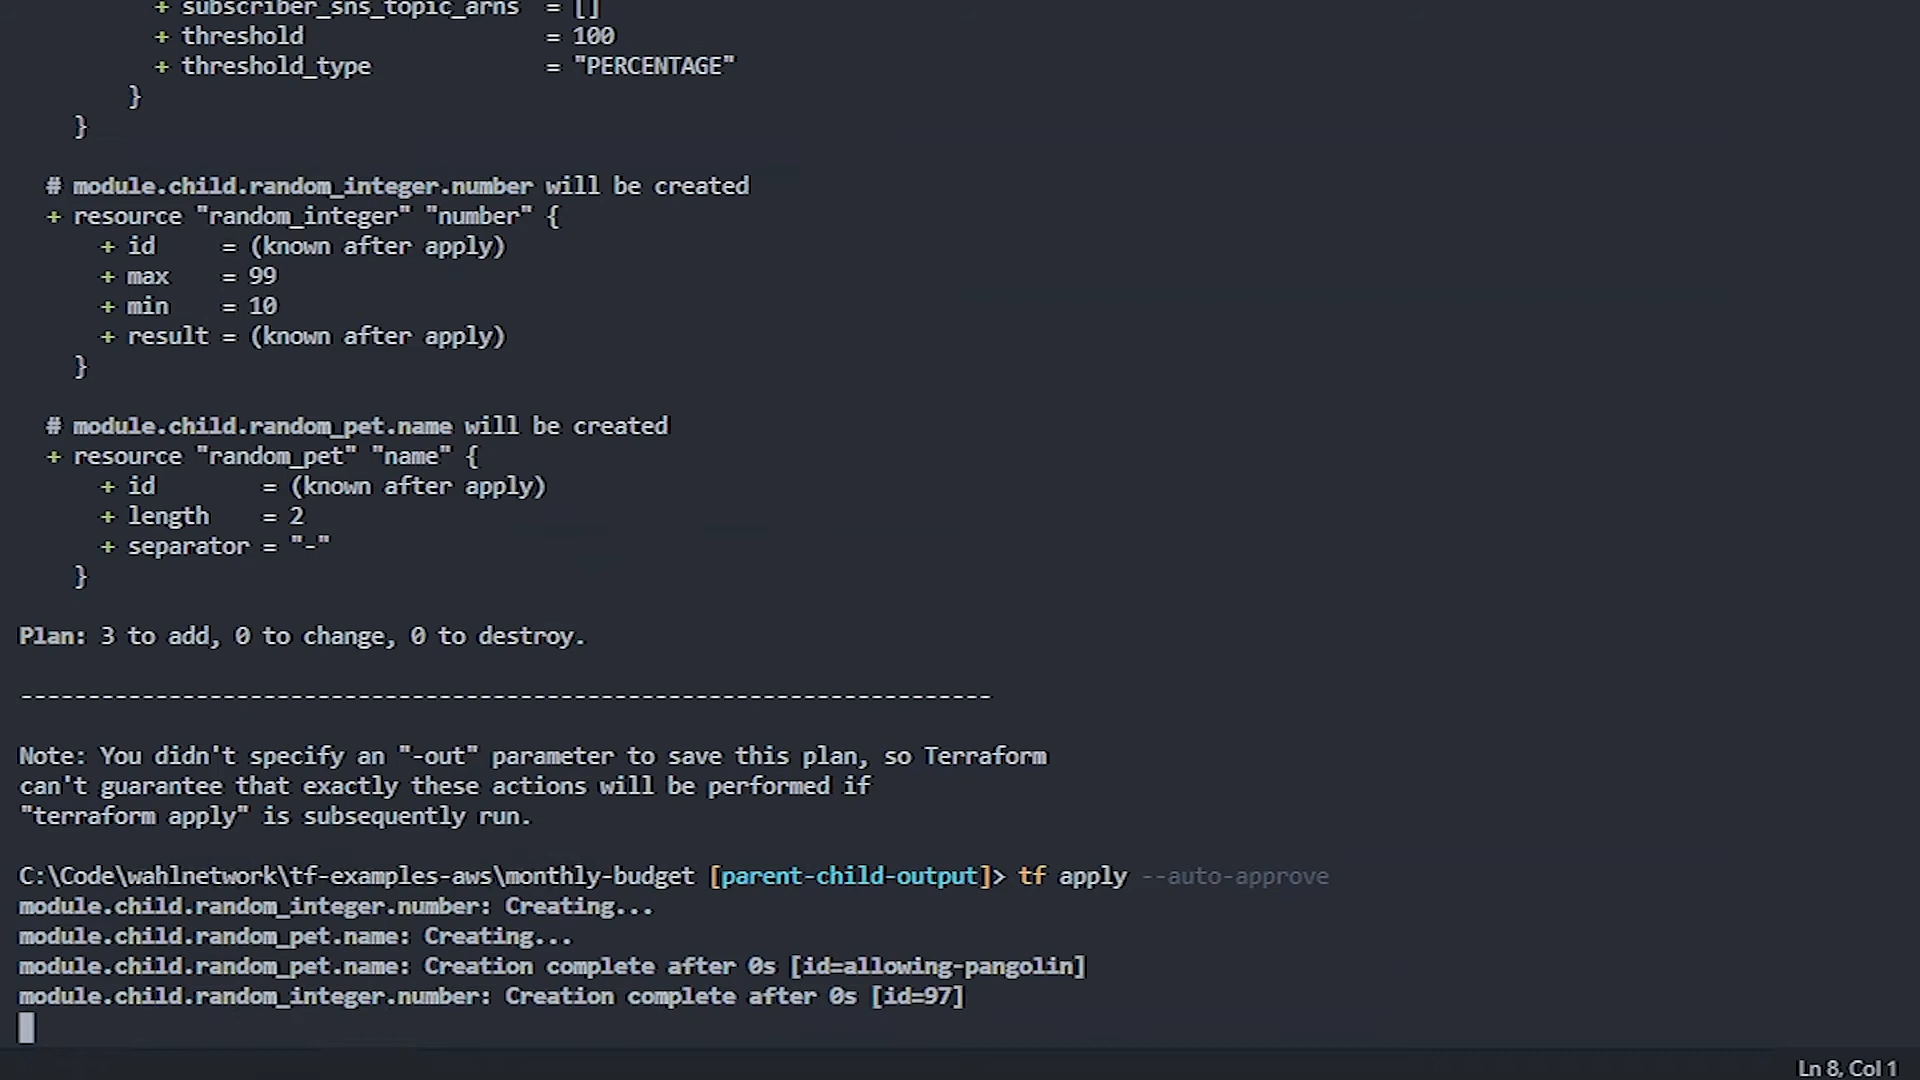 + subscriber_sns_topic_arns  = []
+ threshold                  = 100
+ threshold_type             = "PERCENTAGE"
}
}
# module.child.random_integer.number will be created
+ resource "random_integer" "number" {
+ id     = (known after apply)
+ max    = 99
+ min    = 10
+ result = (known after apply)
}
# module.child.random_pet.name will be created
+ resource "random_pet" "name" {
+ id        = (known after apply)
+ length    = 2
+ separator = "-"
}
Plan: 3 to add, 0 to change, 0 to destroy.
------------------------------------------------------------------------
Note: You didn't specify an "-out" parameter to save this plan, so Terraform
can't guarantee that exactly these actions will be performed if
"terraform apply" is subsequently run.
C:\Code\wahlnetwork\tf-examples-aws\monthly-budget [parent-child-output]> tf apply --auto-approve
module.child.random_integer.number: Creating...
module.child.random_pet.name: Creating...
module.child.random_pet.name: Creation complete after 0s [id=allowing-pangolin]
module.child.random_integer.number: Creation complete after 0s [id=97]
Ln 8, Col 1